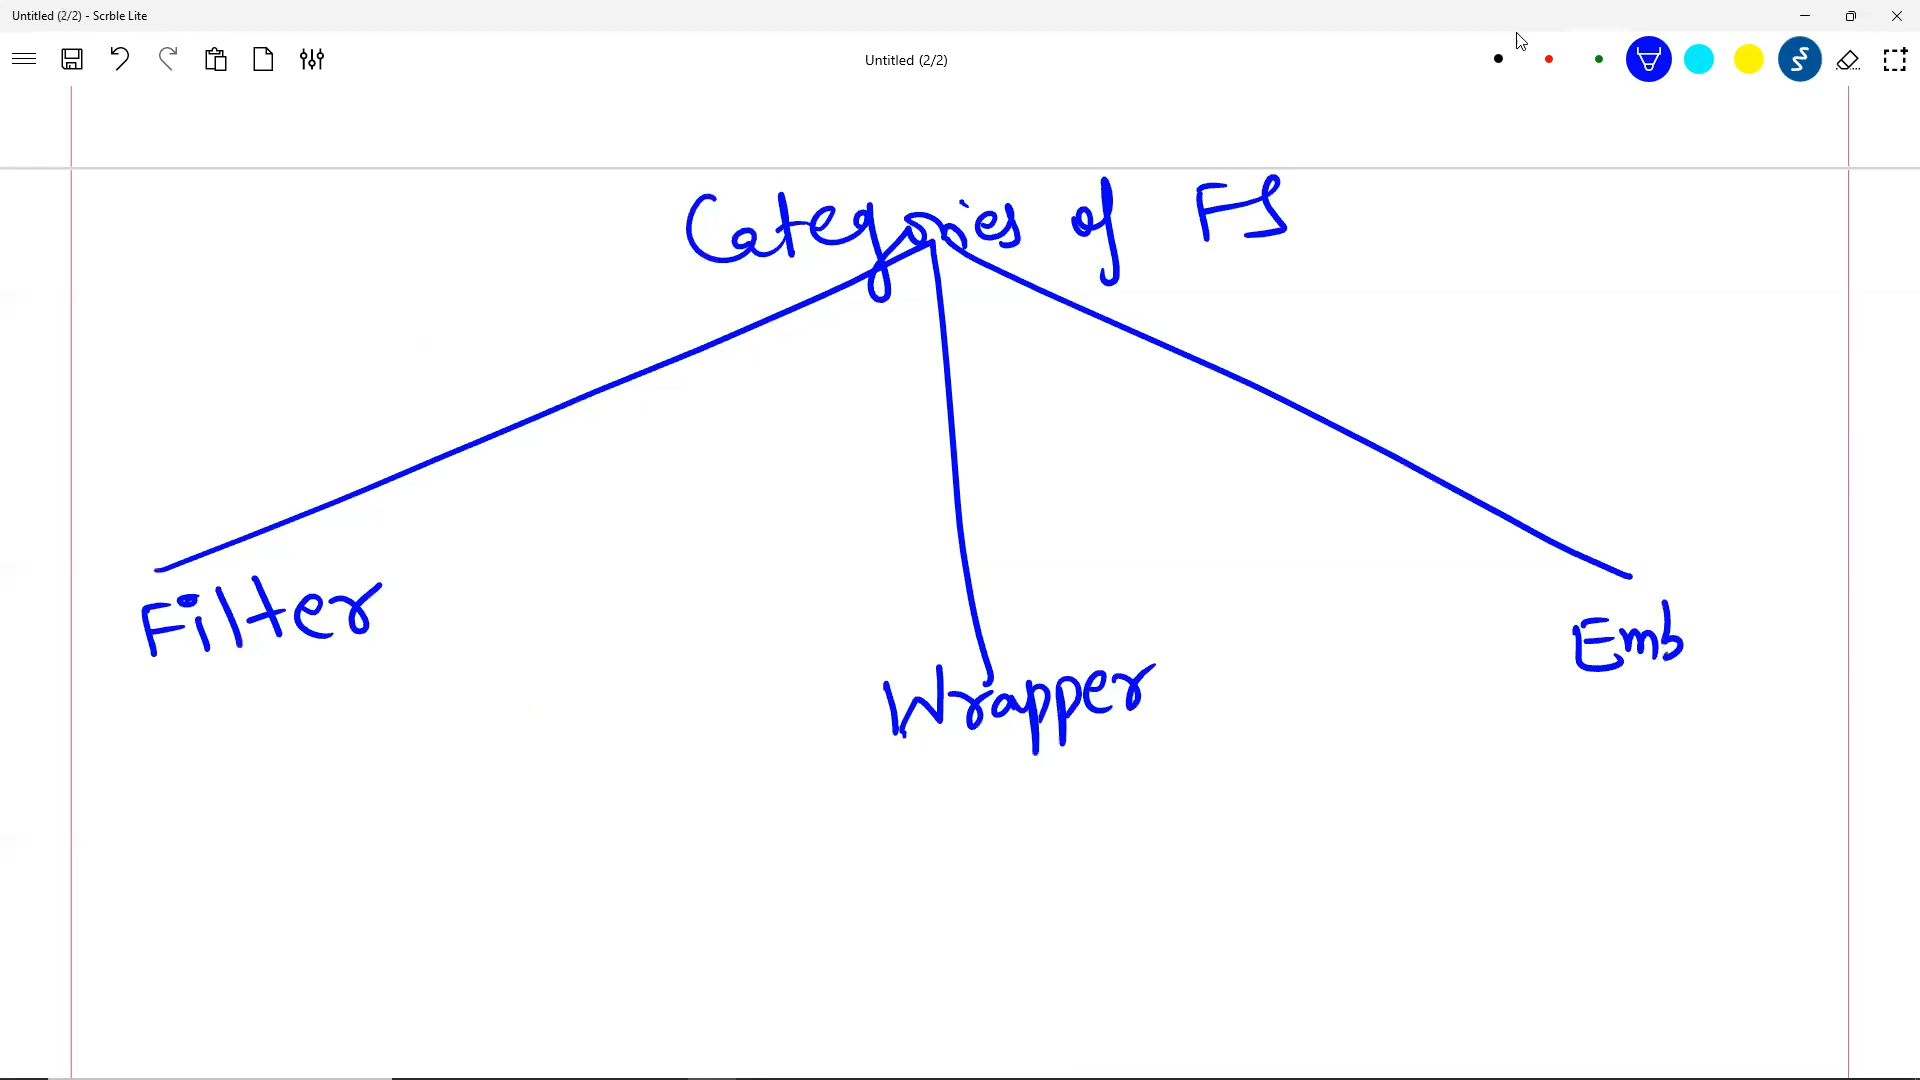 Untitled (2/2) - Scrble Lite
Untitled (2/2)
Categories of FS
Filter
Wrapper
Emb